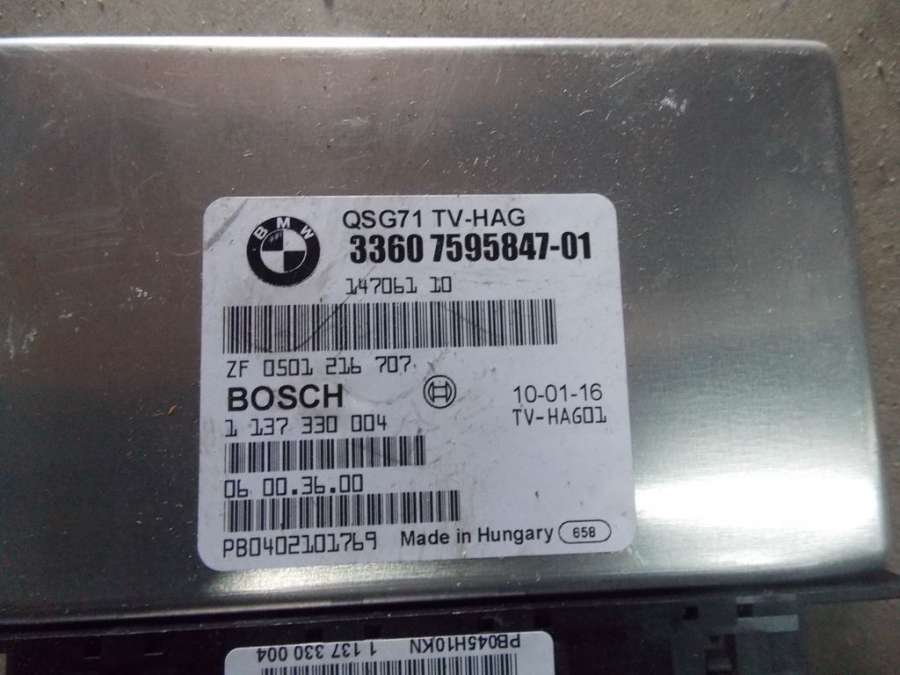 BMW
QSG71 TV-HAG
3360 7595847-01
147061 10
ZF 0501 216 707
BOSCH
10-01-16
1 137 330 004
TV-HAG01
06 00.36.00
PB0402101769
Made in Hungary 658
PB045H10KN
1 137 330 004